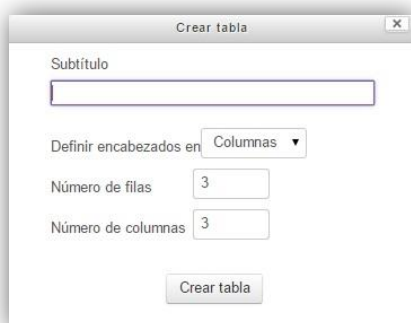 Crear tabla
Subtítulo
Definir encabezados en Columnas
Número de filas 3
Número de columnas 3
Crear tabla